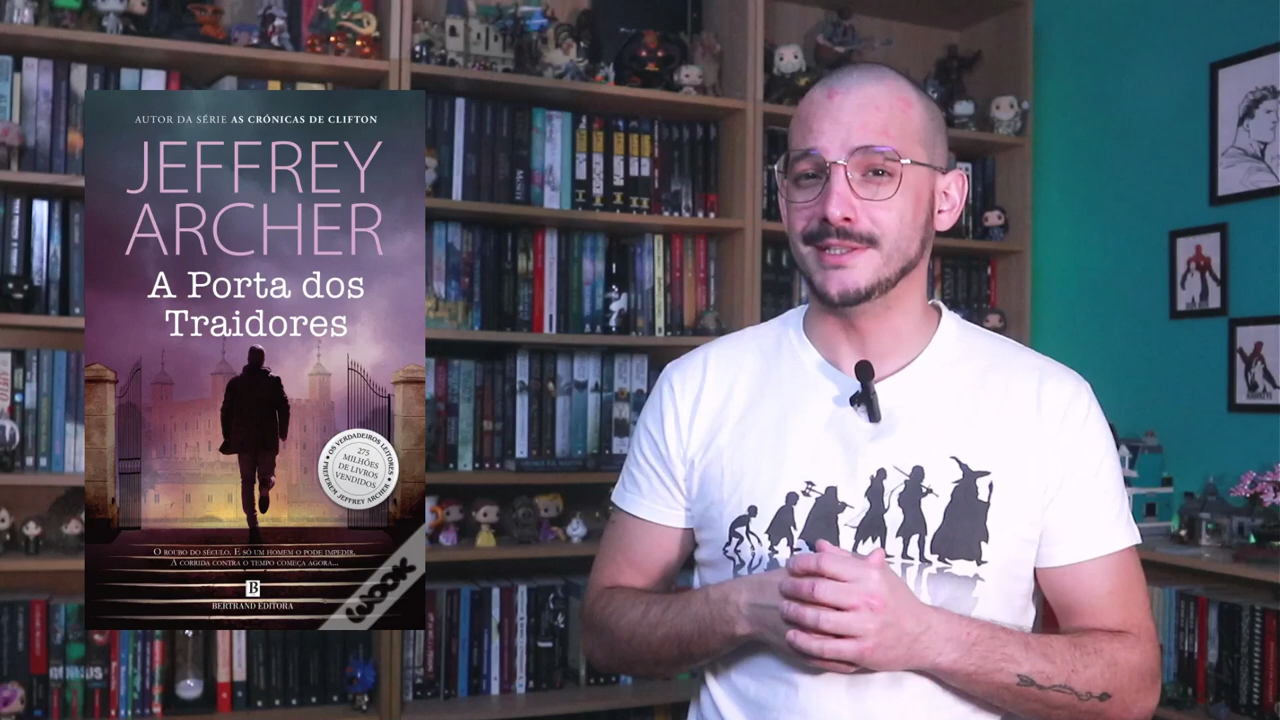 AUTOR DA SÉRIE AS CRÓNICAS DE CLIFTON
JEFFREY
ARCHER
A Porta dos
Traidores
OS VERDADEIROS LEITORES
275
MILHÕES
DE LIVROS
VENDIDOS
PREFEREM JEFFREY ARCHER
O ROUBO DO SÉCULO. E SÓ UM HOMEM O PODE IMPEDIR.
A CORRIDA CONTRA O TEMPO COMEÇA AGORA...
B
BERTRAND EDITORA
wook